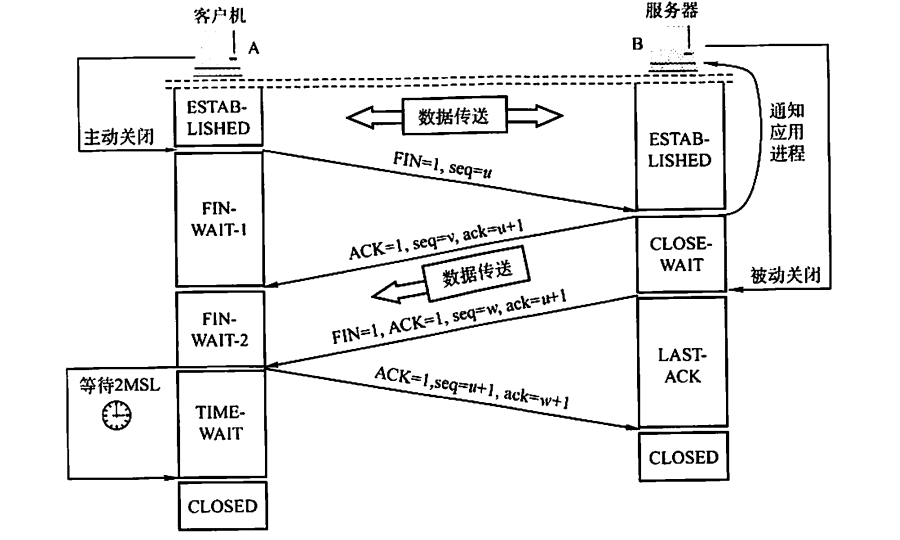 客户机
服务器
A
B
ESTAB-
LISHED
数据传送
通知
应用
进程
主动关闭
ESTAB-
LISHED
FIN=1, seq=u
FIN-
WAIT-1
ACK=1, seq=v, ack=u+1
CLOSE-
WAIT
数据传送
被动关闭
FIN-
WAIT-2
FIN=1, ACK=1, seq=w, ack=u+1
LAST-
ACK
等待2MSL
ACK=1,seq=u+1, ack=w+1
TIME-
WAIT
CLOSED
CLOSED